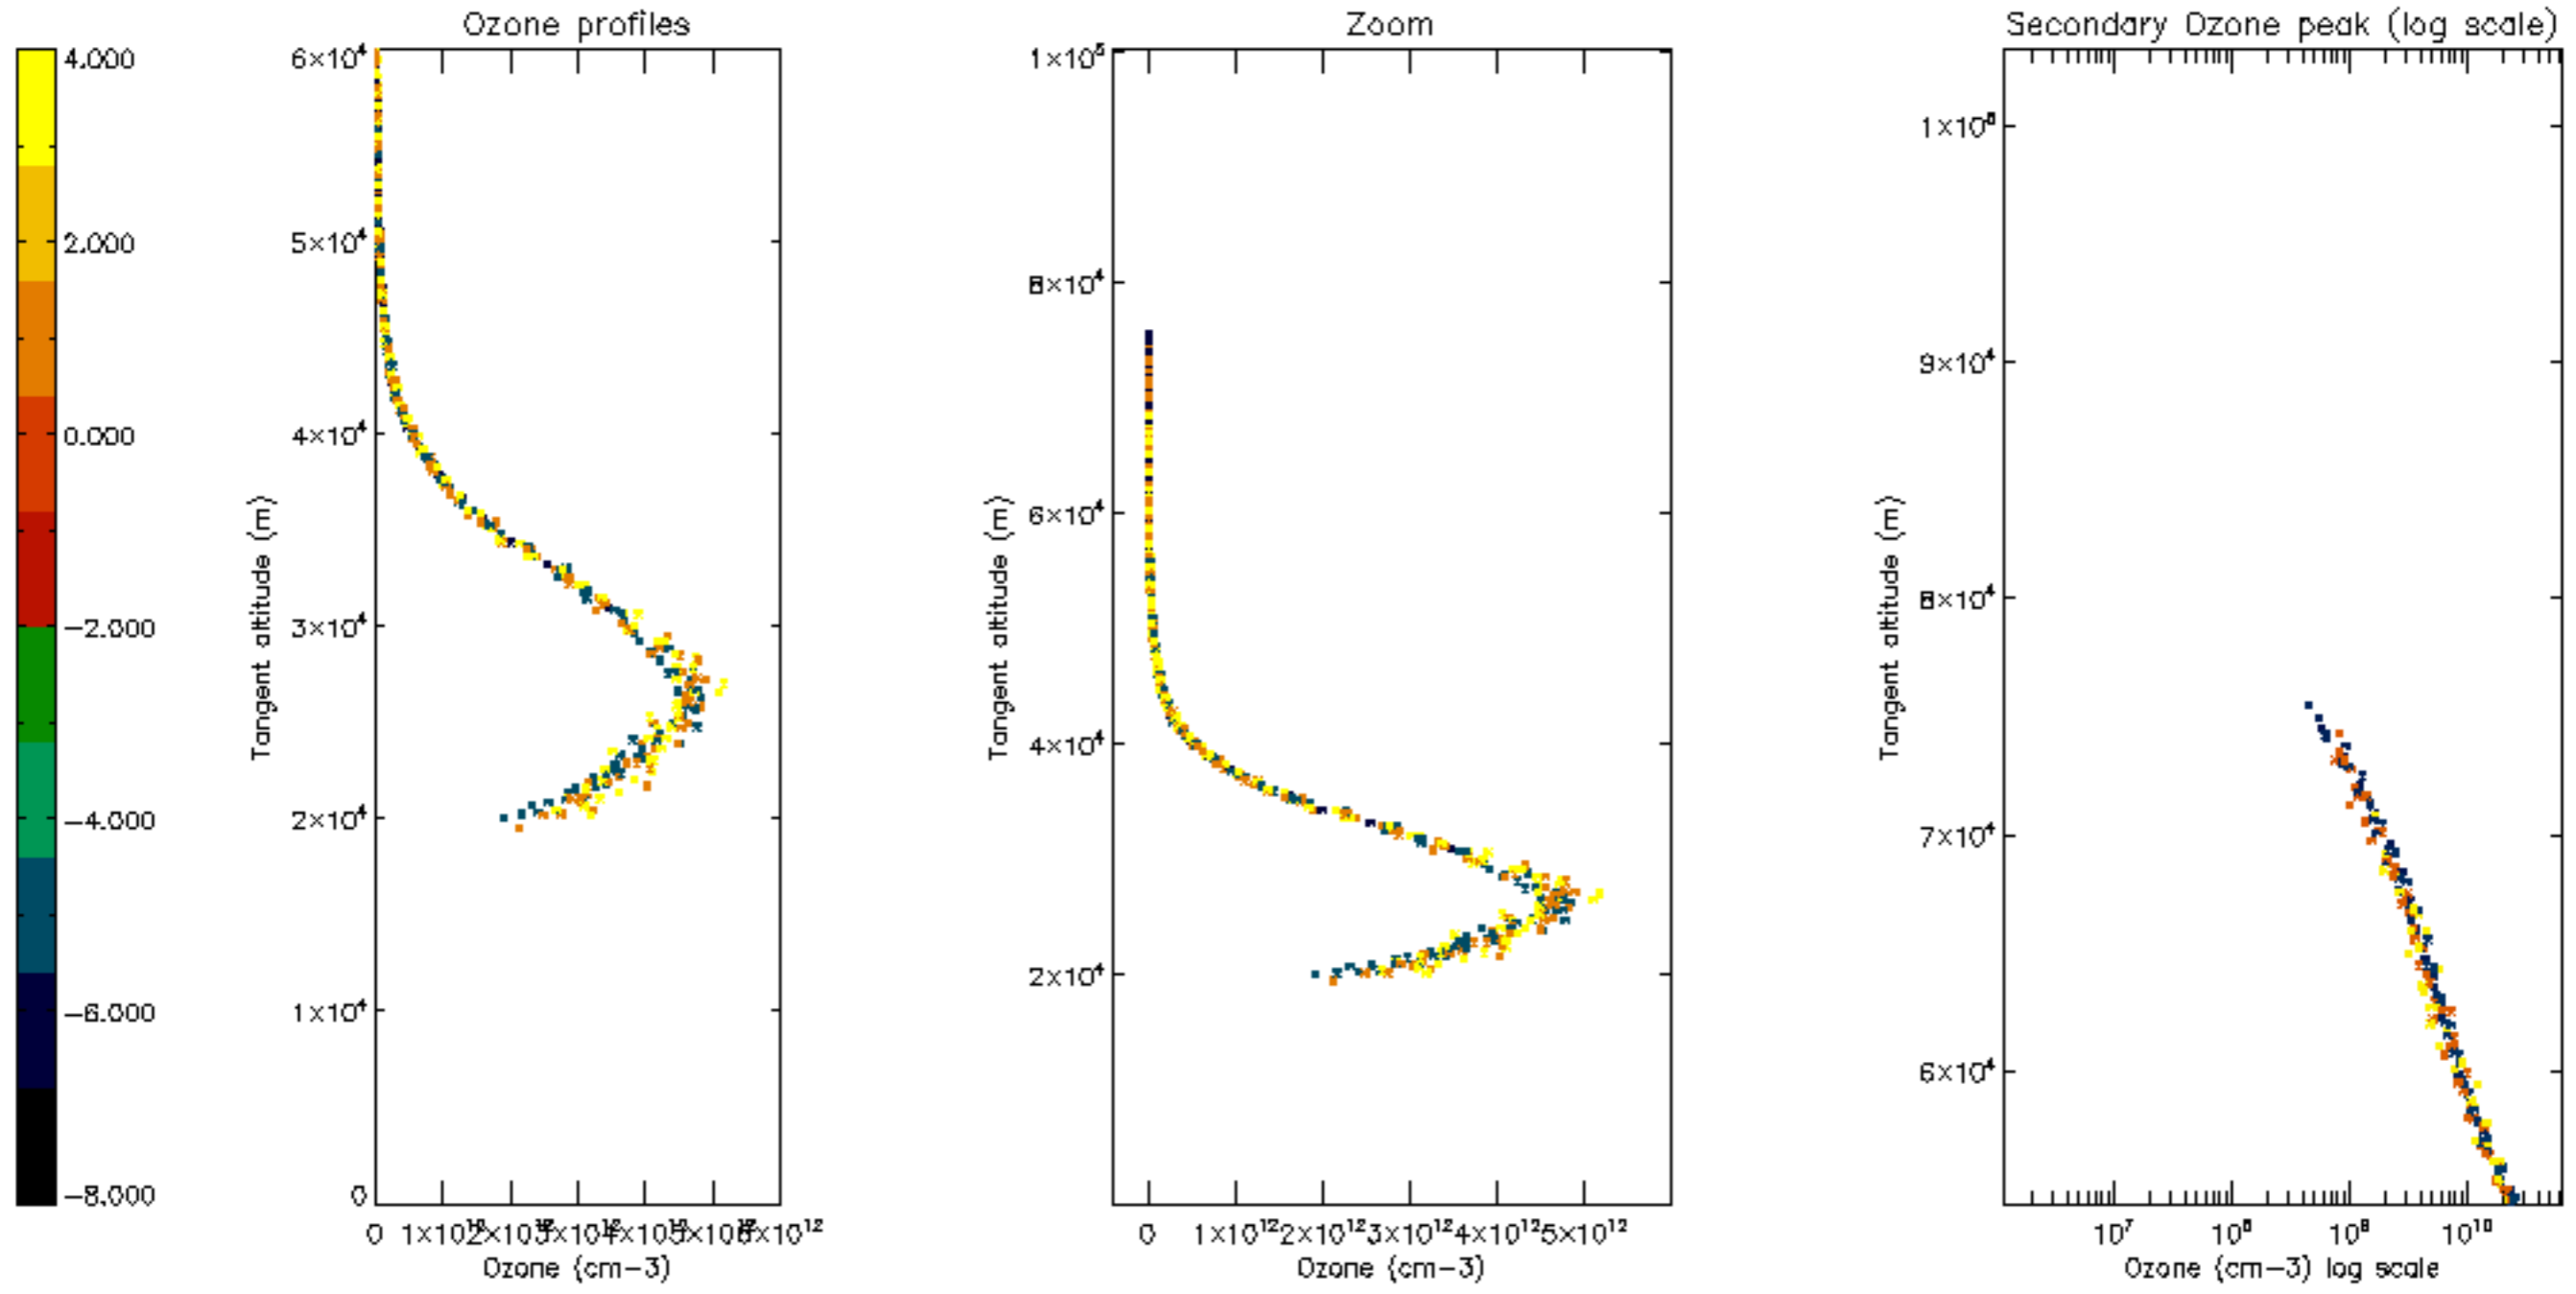 Ozone profiles
Zoom
Secondary Ozone peak (log scale)
4.000
2.000
0.000
−2.000
−4.000
−6.000
−8.000
6×10⁴
5×10⁴
4×10⁴
3×10⁴
2×10⁴
1×10⁴
0
Tangent altitude (m)
0
Ozone (cm−3)
1×10⁵
8×10⁴
6×10⁴
4×10⁴
2×10⁴
Tangent altitude (m)
0 1×10¹² 2×10¹² 3×10¹² 4×10¹² 5×10¹²
Ozone (cm−3)
1×10⁵
9×10⁴
8×10⁴
7×10⁴
6×10⁴
Tangent altitude (m)
10⁷ 10⁸ 10⁹ 10¹⁰
Ozone (cm−3) log scale